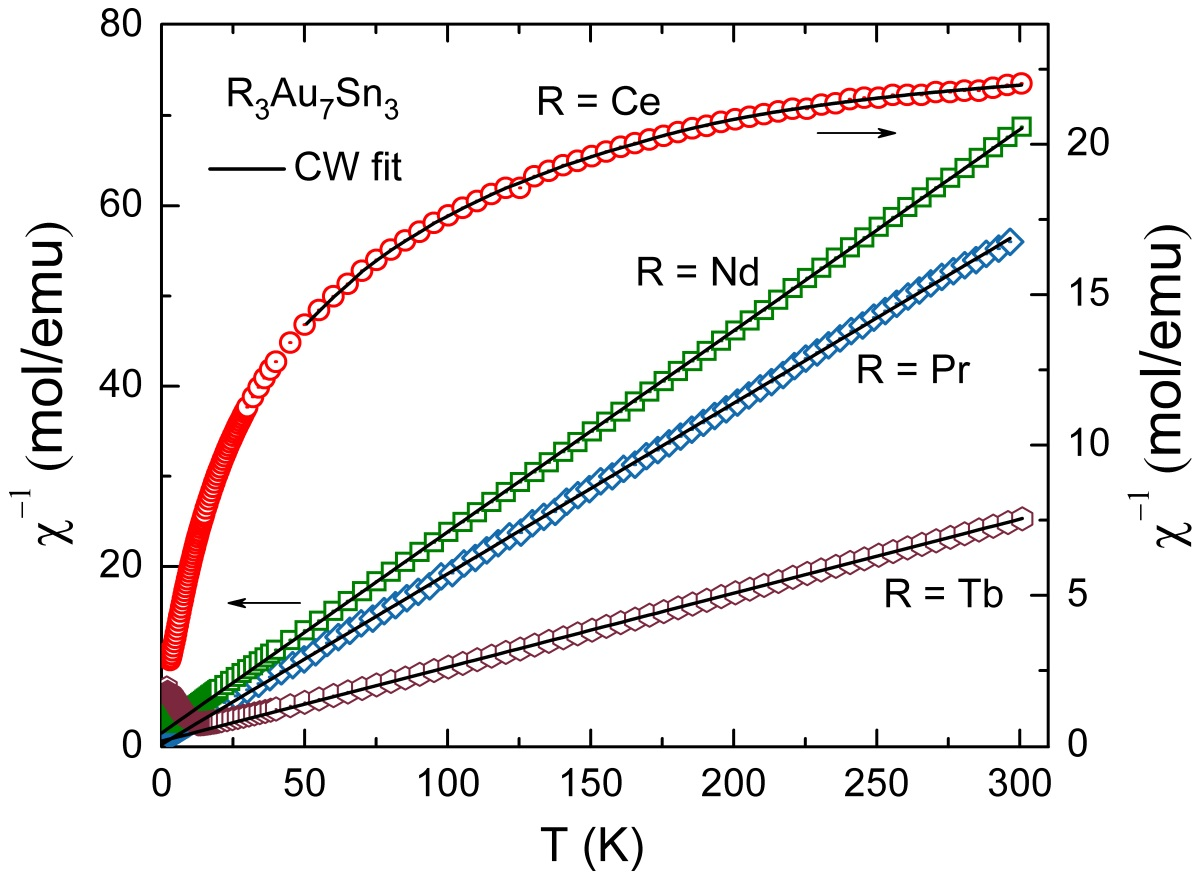 80
60
40
20
0
χ⁻¹ (mol/emu)
R₃Au₇Sn₃
CW fit
R = Ce
R = Nd
R = Pr
R = Tb
20
15
10
5
0
χ⁻¹ (mol/emu)
0 50 100 150 200 250 300
T (K)